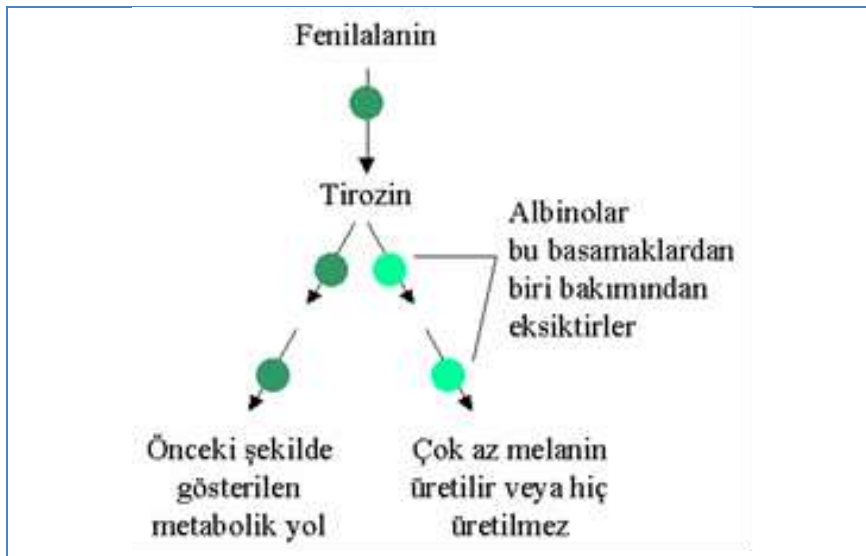 Fenilalanin
Tirozin
Albinolar
bu basamaklardan
biri bakımından
eksiktirler
Önceki şekilde
gösterilen
metabolik yol
Çok az melanin
üretilir veya hiç
üretilmez